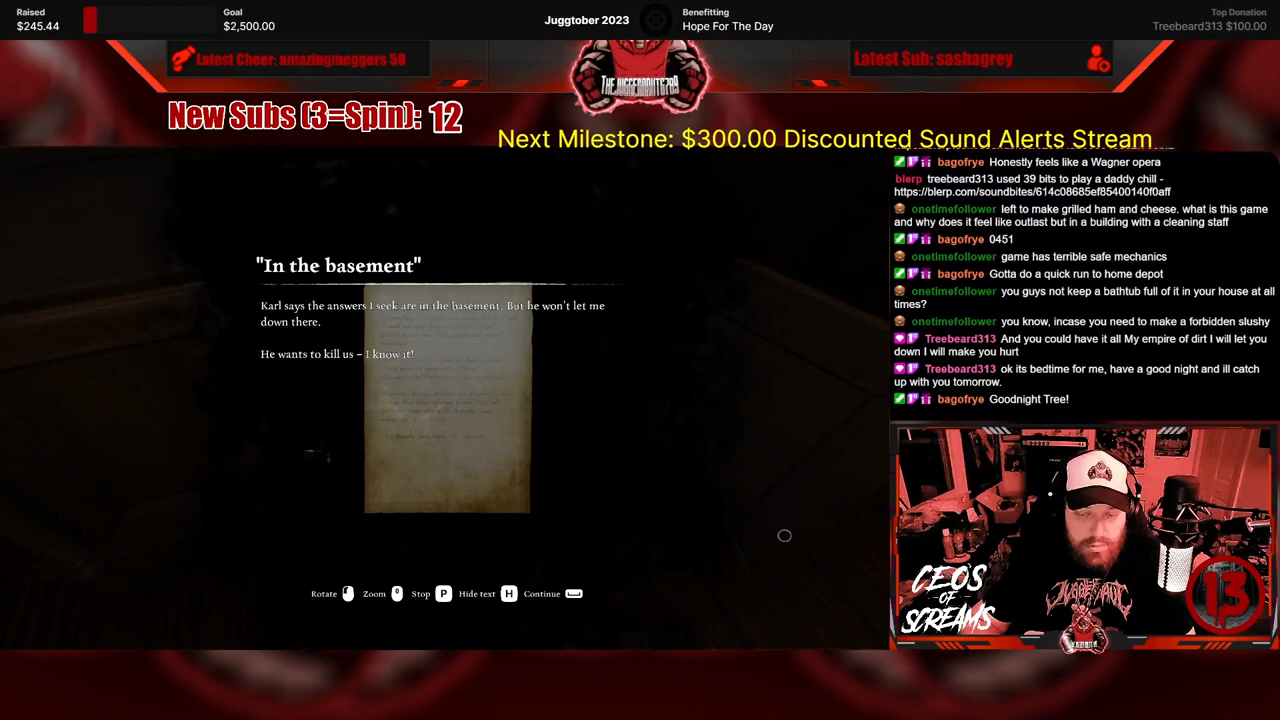 Raised
$245.44
Goal
$2,500.00
Juggtober 2023
Benefitting
Hope For The Day
Top Donation
Treebeard313 $100.00
Latest Cheer: amazingmeggers 50
THEJUGGERNAUT6789
Latest Sub: sashagrey
New Subs (3=Spin): 12
Next Milestone: $300.00 Discounted Sound Alerts Stream
bagofrye Honestly feels like a Wagner opera
blerp treebeard313 used 39 bits to play a daddy chill -
https://blerp.com/soundbites/614c08685ef85400140f0aff
onetimefollower left to make grilled ham and cheese. what is this game
and why does it feel like outlast but in a building with a cleaning staff
bagofrye 0451
onetimefollower game has terrible safe mechanics
bagofrye Gotta do a quick run to home depot
onetimefollower you guys not keep a bathtub full of it in your house at all
times?
onetimefollower you know, incase you need to make a forbidden slushy
Treebeard313 And you could have it all My empire of dirt I will let you
down I will make you hurt
Treebeard313 ok its bedtime for me, have a good night and ill catch
up with you tomorrow.
bagofrye Goodnight Tree!
"In the basement"
Karl says the answers I seek are in the basement. But he won't let me
down there.
He wants to kill us – I know it!
Rotate Zoom Stop P Hide text H Continue
CEO'S
OF
SCREAMS
13